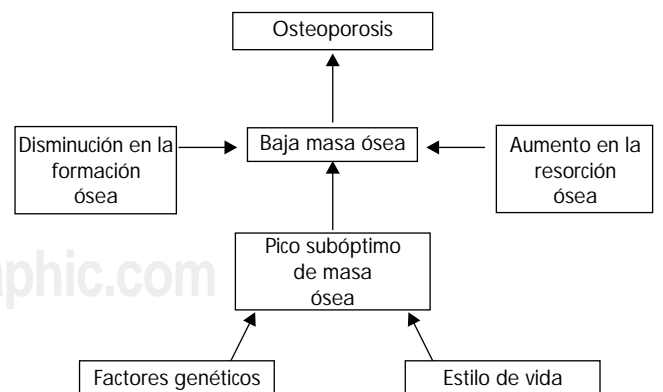 Osteoporosis
Disminución en la
formación
ósea
Baja masa ósea
Aumento en la
resorción
ósea
Pico subóptimo
de masa
ósea
aphic.com
Factores genéticos
Estilo de vida